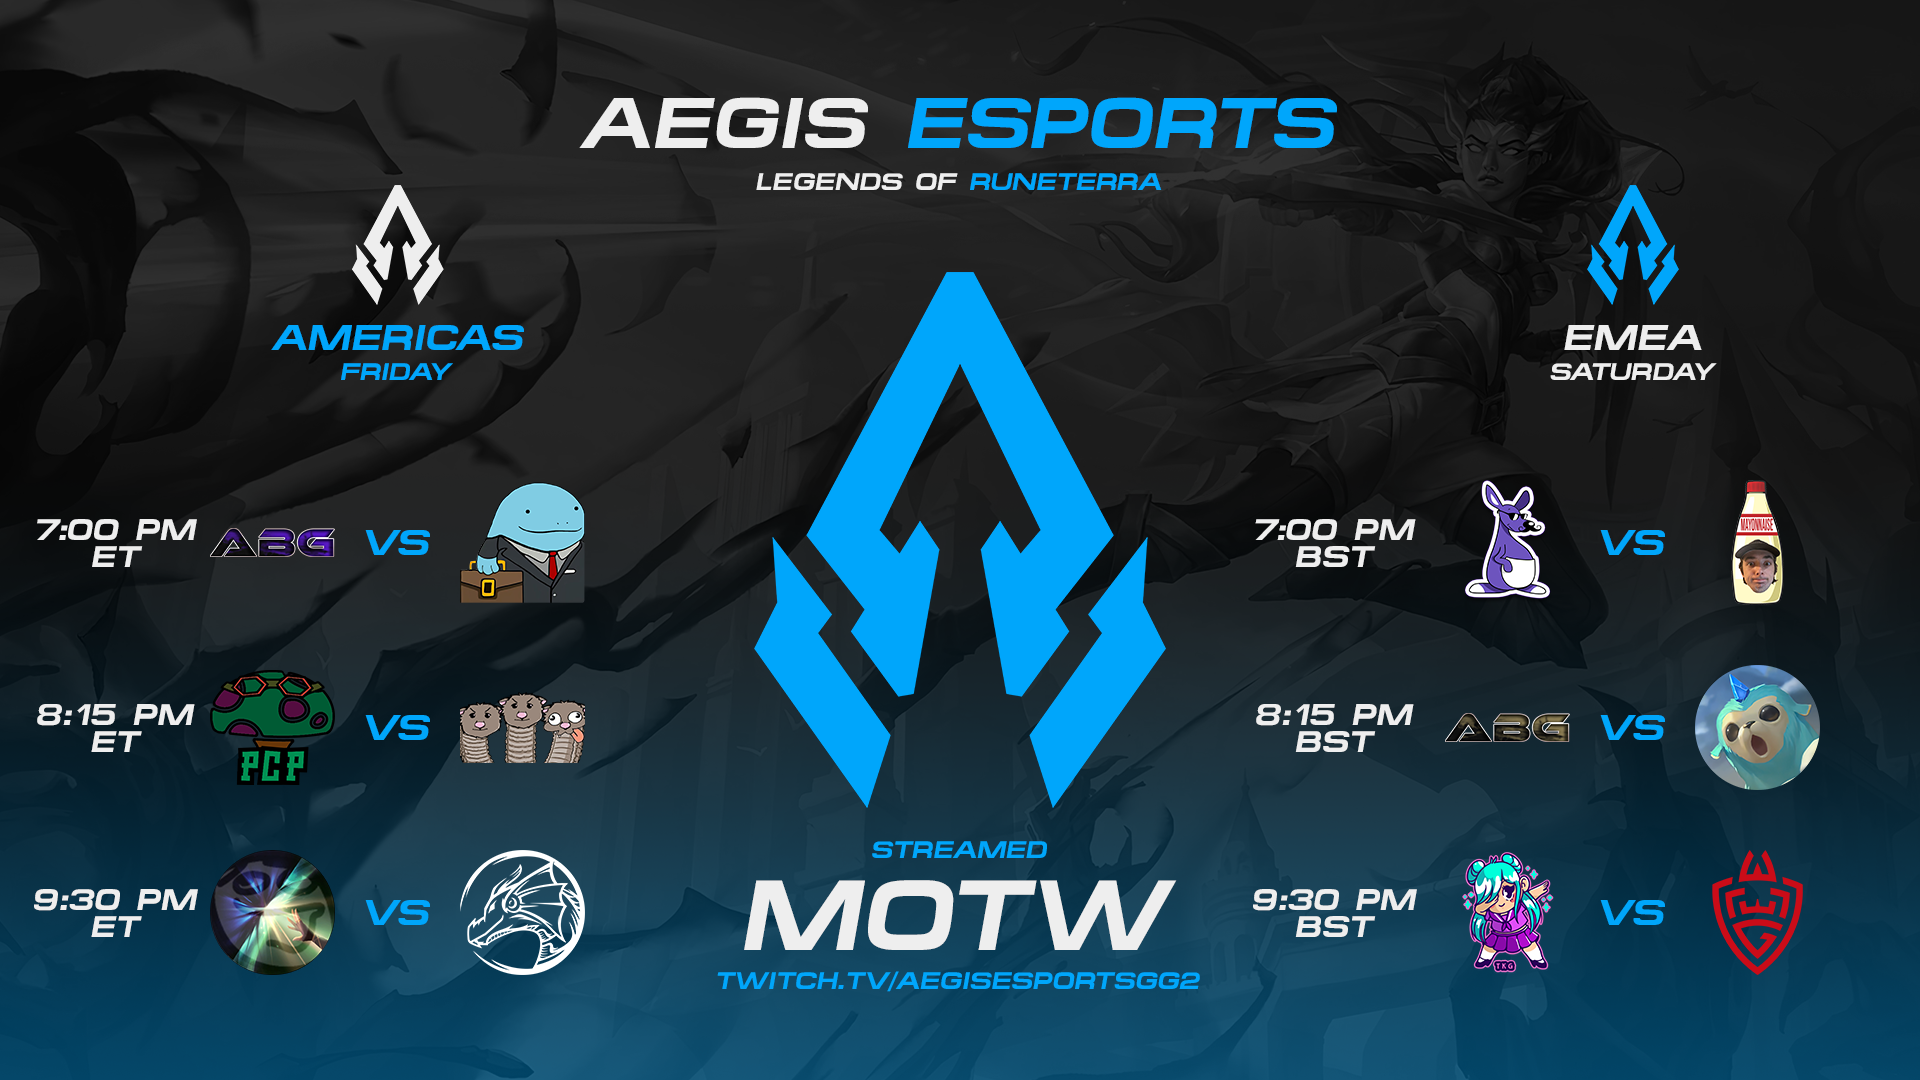 AEGIS ESPORTS
LEGENDS OF RUNETERRA
AMERICAS
FRIDAY
7:00 PM
ET
ABG
VS
8:15 PM
ET
PCP
VS
9:30 PM
ET
VS
STREAMED
MOTW
TWITCH.TV/AEGISESPORTSGG2
EMEA
SATURDAY
7:00 PM
BST
VS
MAYONNAISE
8:15 PM
BST
ABG
VS
9:30 PM
BST
TKG
VS